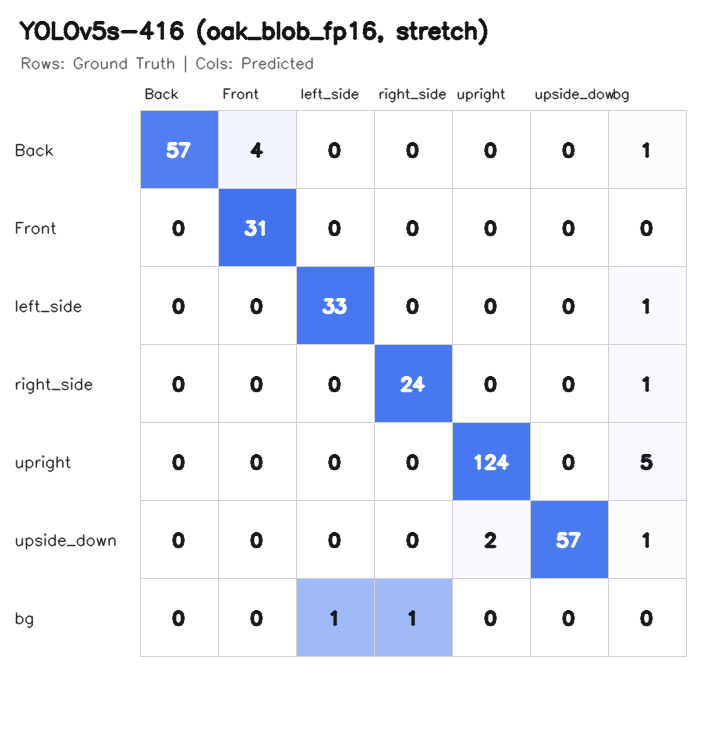 YOLOv5s-416 (oak_blob_fp16, stretch)
Rows: Ground Truth | Cols: Predicted
Back Front left_side right_side upright upside_downbg
Back 57 4 0 0 0 0 1
Front 0 31 0 0 0 0 0
left_side 0 0 33 0 0 0 1
right_side 0 0 0 24 0 0 1
upright 0 0 0 0 124 0 5
upside_down 0 0 0 0 2 57 1
bg 0 0 1 1 0 0 0